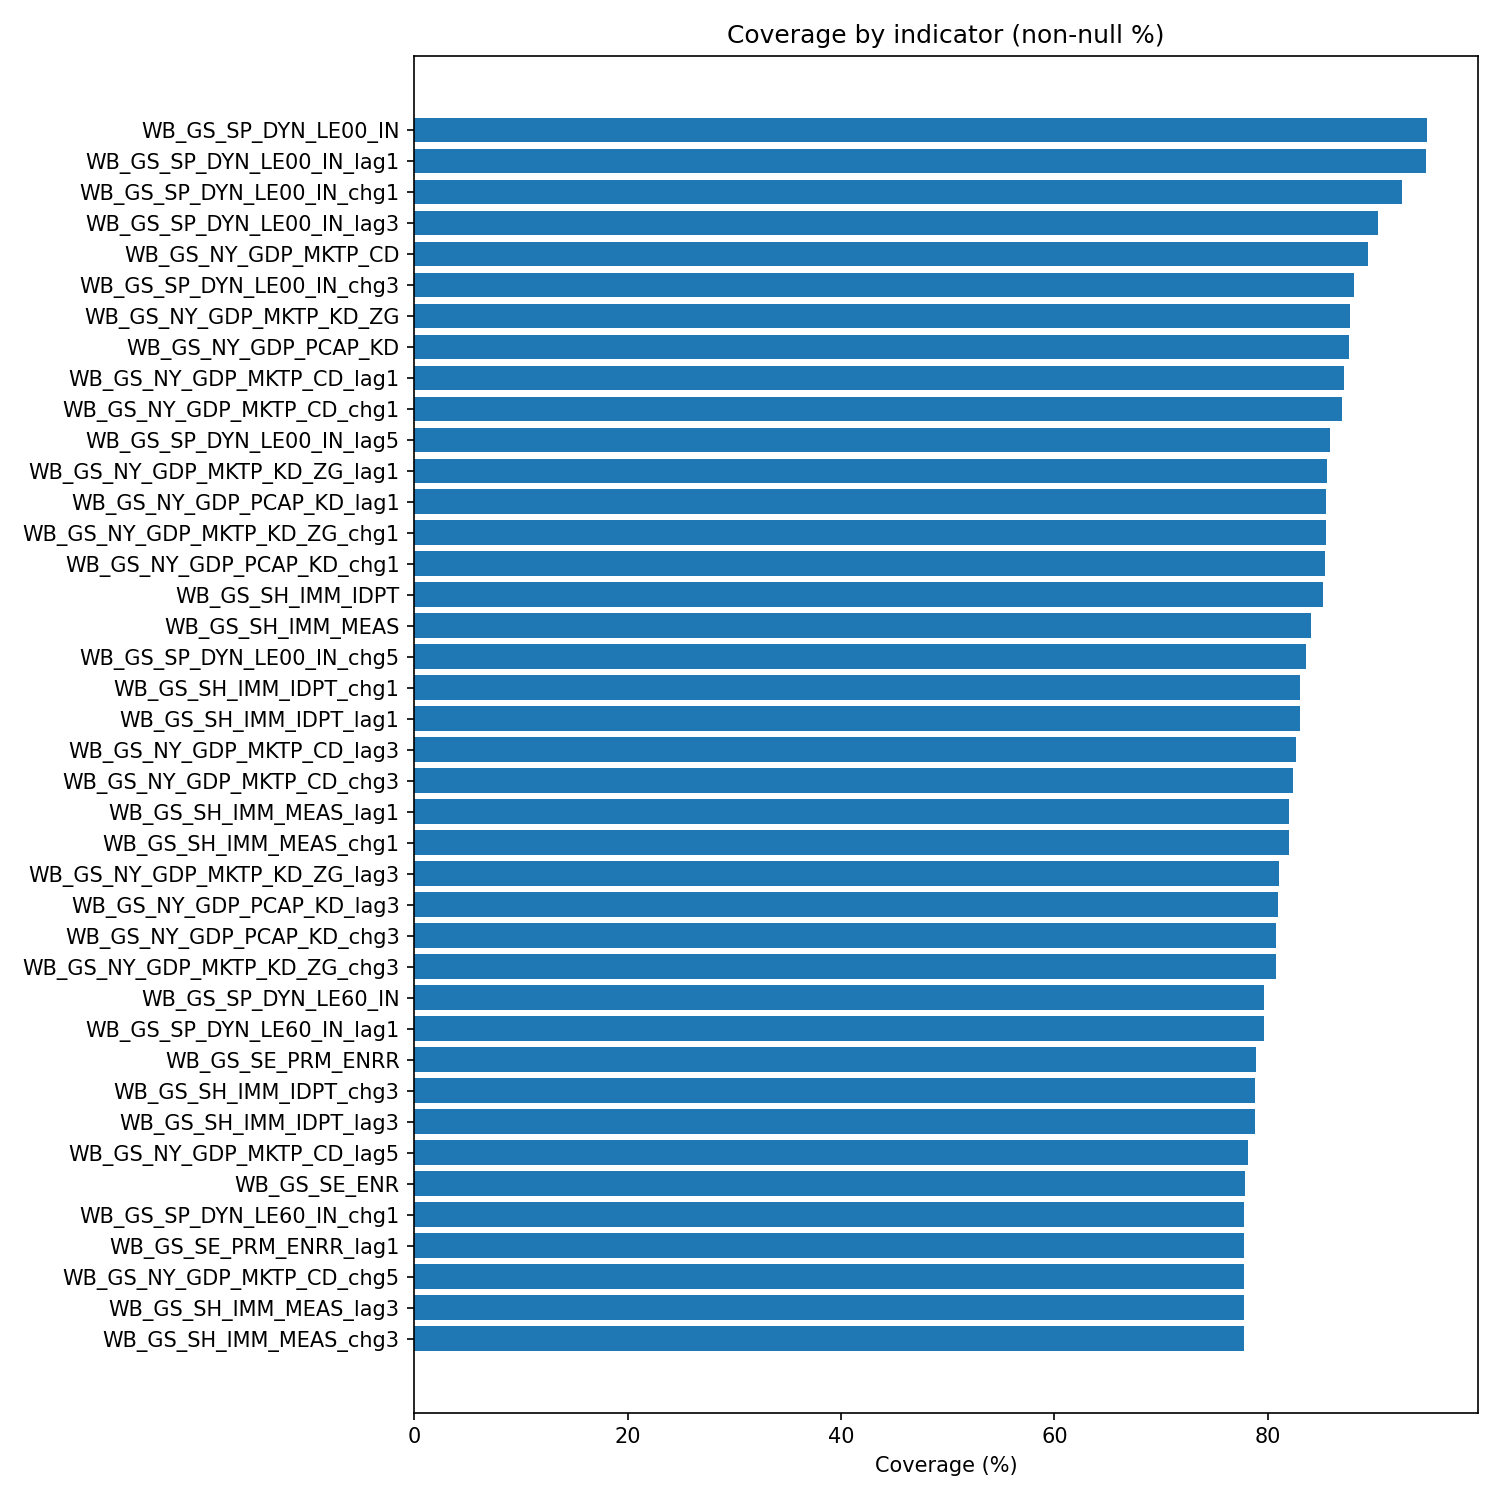 Coverage by indicator (non-null %)
WB_GS_SP_DYN_LE00_IN
WB_GS_SP_DYN_LE00_IN_lag1
WB_GS_SP_DYN_LE00_IN_chg1
WB_GS_SP_DYN_LE00_IN_lag3
WB_GS_NY_GDP_MKTP_CD
WB_GS_SP_DYN_LE00_IN_chg3
WB_GS_NY_GDP_MKTP_KD_ZG
WB_GS_NY_GDP_PCAP_KD
WB_GS_NY_GDP_MKTP_CD_lag1
WB_GS_NY_GDP_MKTP_CD_chg1
WB_GS_SP_DYN_LE00_IN_lag5
WB_GS_NY_GDP_MKTP_KD_ZG_lag1
WB_GS_NY_GDP_PCAP_KD_lag1
WB_GS_NY_GDP_MKTP_KD_ZG_chg1
WB_GS_NY_GDP_PCAP_KD_chg1
WB_GS_SH_IMM_IDPT
WB_GS_SH_IMM_MEAS
WB_GS_SP_DYN_LE00_IN_chg5
WB_GS_SH_IMM_IDPT_chg1
WB_GS_SH_IMM_IDPT_lag1
WB_GS_NY_GDP_MKTP_CD_lag3
WB_GS_NY_GDP_MKTP_CD_chg3
WB_GS_SH_IMM_MEAS_lag1
WB_GS_SH_IMM_MEAS_chg1
WB_GS_NY_GDP_MKTP_KD_ZG_lag3
WB_GS_NY_GDP_PCAP_KD_lag3
WB_GS_NY_GDP_PCAP_KD_chg3
WB_GS_NY_GDP_MKTP_KD_ZG_chg3
WB_GS_SP_DYN_LE60_IN
WB_GS_SP_DYN_LE60_IN_lag1
WB_GS_SE_PRM_ENRR
WB_GS_SH_IMM_IDPT_chg3
WB_GS_SH_IMM_IDPT_lag3
WB_GS_NY_GDP_MKTP_CD_lag5
WB_GS_SE_ENR
WB_GS_SP_DYN_LE60_IN_chg1
WB_GS_SE_PRM_ENRR_lag1
WB_GS_NY_GDP_MKTP_CD_chg5
WB_GS_SH_IMM_MEAS_lag3
WB_GS_SH_IMM_MEAS_chg3
0 20 40 60 80
Coverage (%)